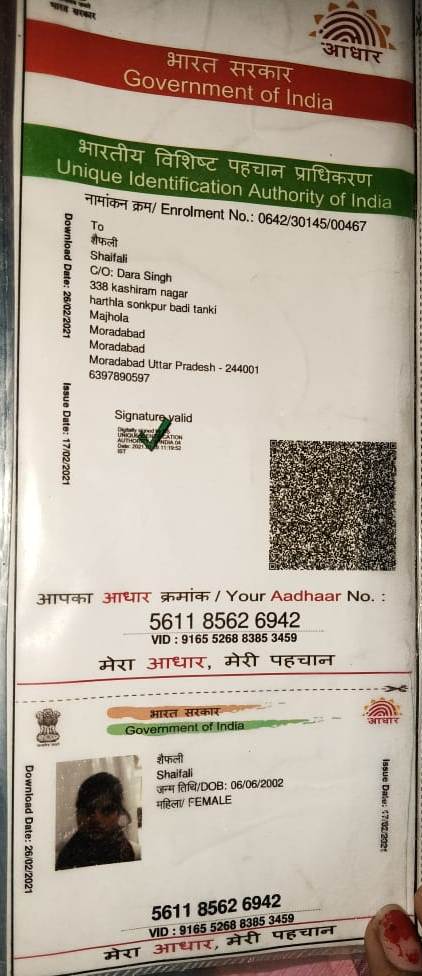 भारत सरकार
आधार
भारत सरकार
Government of India
भारतीय विशिष्ट पहचान प्राधिकरण
Unique Identification Authority of India
नामांकन क्रम/ Enrolment No.: 0642/30145/00467
Download Date: 26/02/2021
Issue Date: 17/02/2021
To
शैफली
Shaifali
C/O: Dara Singh
338 kashiram nagar
harthla sonkpur badi tanki
Majhola
Moradabad
Moradabad
Moradabad Uttar Pradesh - 244001
6397890597
Signature valid
आपका आधार क्रमांक / Your Aadhaar No. :
5611 8562 6942
VID : 9165 5268 8385 3459
मेरा आधार, मेरी पहचान
भारत सरकार
Government of India
आधार
Download Date: 26/02/2021
शैफली
Shaifali
जन्म तिथि/DOB: 06/06/2002
महिला/ FEMALE
Issue Date: 17/02/2021
5611 8562 6942
VID : 9165 5268 8385 3459
मेरा आधार, मेरी पहचान